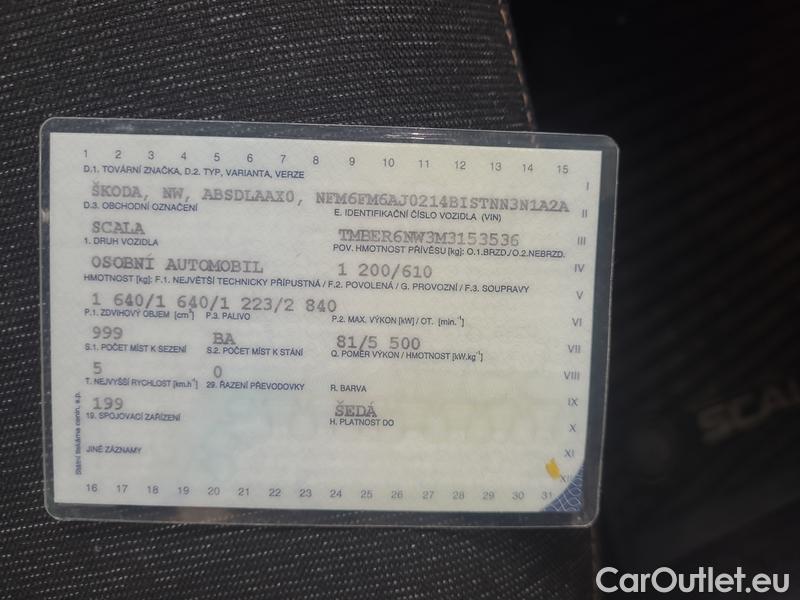 1 2 3 4 5 6 7 8 9 10 11 12 13 14 15
D.1. TOVÁRNÍ ZNAČKA, D.2. TYP, VARIANTA, VERZE
I
ŠKODA, NW, ABSDLAAX0, NFM6FM6AJ0214BISTNN3N1A2A
D.3. OBCHODNÍ OZNAČENÍ E. IDENTIFIKAČNÍ ČÍSLO VOZIDLA (VIN)
II
SCALA TMBER6NW3M3153536
III
1. DRUH VOZIDLA POV. HMOTNOST PŘÍVĚSU [kg]: O.1.BRZD./O.2.NEBRZD.
OSOBNÍ AUTOMOBIL 1 200/610
IV
HMOTNOST [kg]: F.1. NEJVĚTŠÍ TECHNICKY PŘÍPUSTNÁ / F.2. POVOLENÁ / G. PROVOZNÍ / F.3. SOUPRAVY
V
1 640/1 640/1 223/2 840
P.1. ZDVIHOVÝ OBJEM [cm³] P.3. PALIVO P.2. MAX. VÝKON [kW] / OT. [min.⁻¹]
VI
999 BA 81/5 500
VII
S.1. POČET MÍST K SEZENÍ S.2. POČET MÍST K STÁNÍ Q. POMĚR VÝKON / HMOTNOST [kW.kg⁻¹]
5 0
VIII
T. NEJVYŠŠÍ RYCHLOST [km.h⁻¹] 29. ŘAZENÍ PŘEVODOVKY R. BARVA
199 ŠEDÁ
IX
19. SPOJOVACÍ ZAŘÍZENÍ H. PLATNOST DO
X
JINÉ ZÁZNAMY
XI
XII
16 17 18 19 20 21 22 23 24 25 26 27 28 29 30 31
Státní tiskárna cenin, s.p.
SCAL
CarOutlet.eu